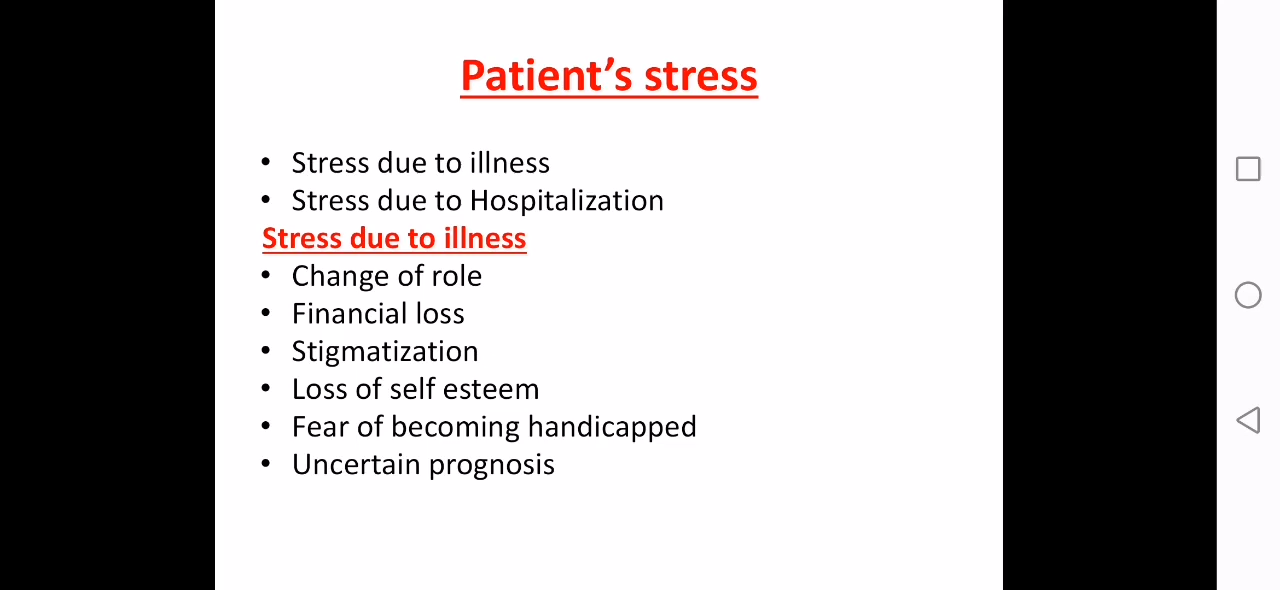 Patient’s stress
• Stress due to illness
• Stress due to Hospitalization
Stress due to illness
• Change of role
• Financial loss
• Stigmatization
• Loss of self esteem
• Fear of becoming handicapped
• Uncertain prognosis